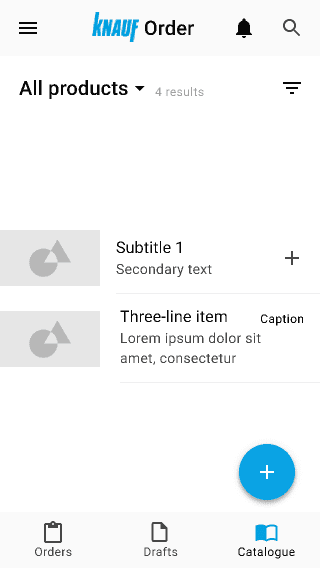 KNAUF Order
All products 4 results
Subtitle 1
Secondary text
Three-line item
Caption
Lorem ipsum dolor sit
amet, consectetur
Orders
Drafts
Catalogue